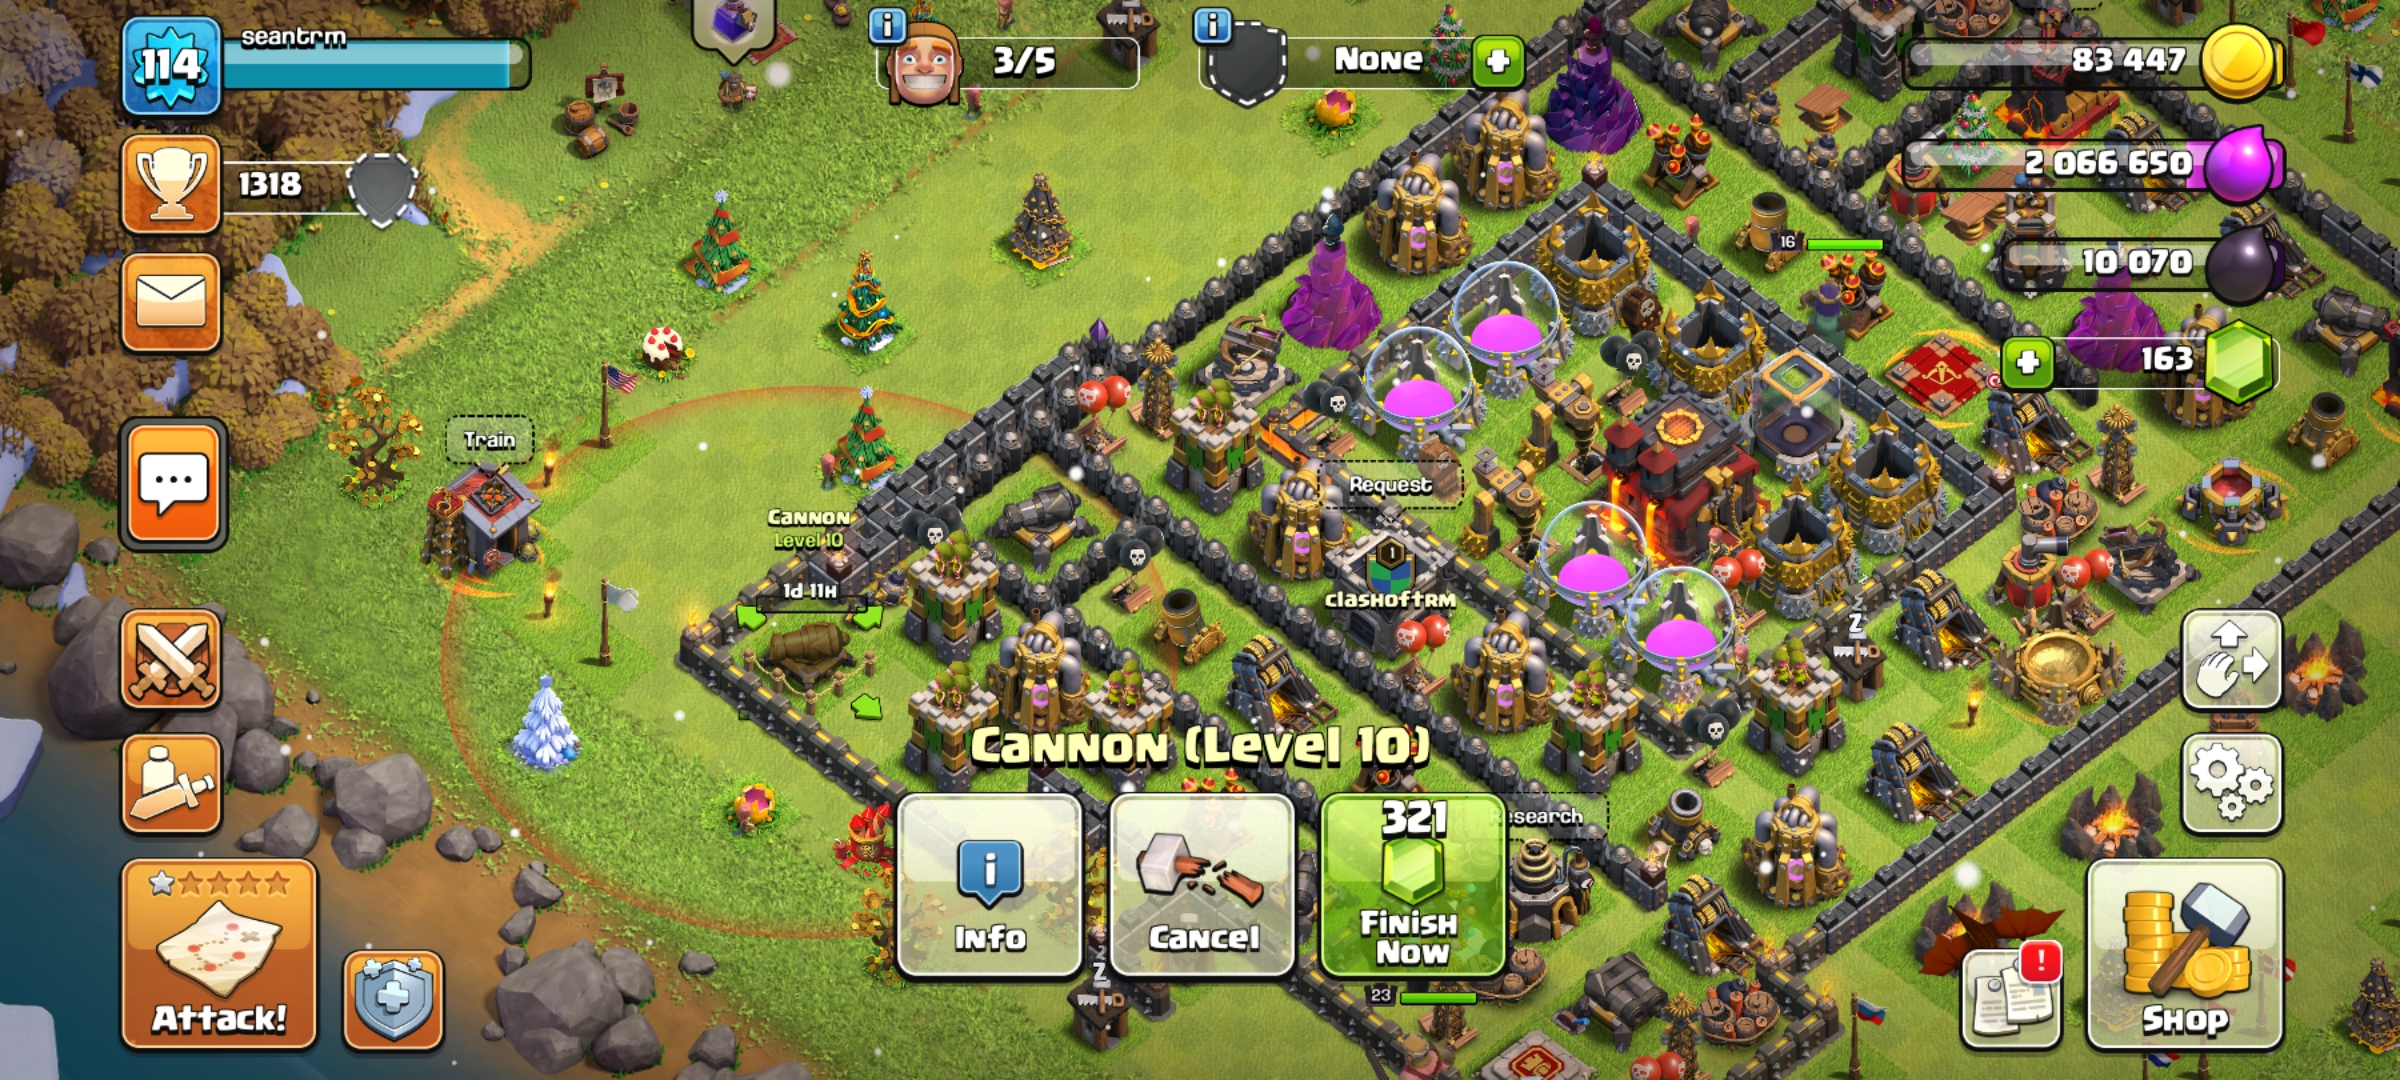 114
seantrm
3/5
None
83 447
1318
2 066 650
16
10 070
163
Train
Request
Cannon
Level 10
1d 11H
1
clashoftRM
Z
Z
Cannon (Level 10)
321
esearch
Info
Cancel
Finish
Now
Z
23
!
Attack!
Shop